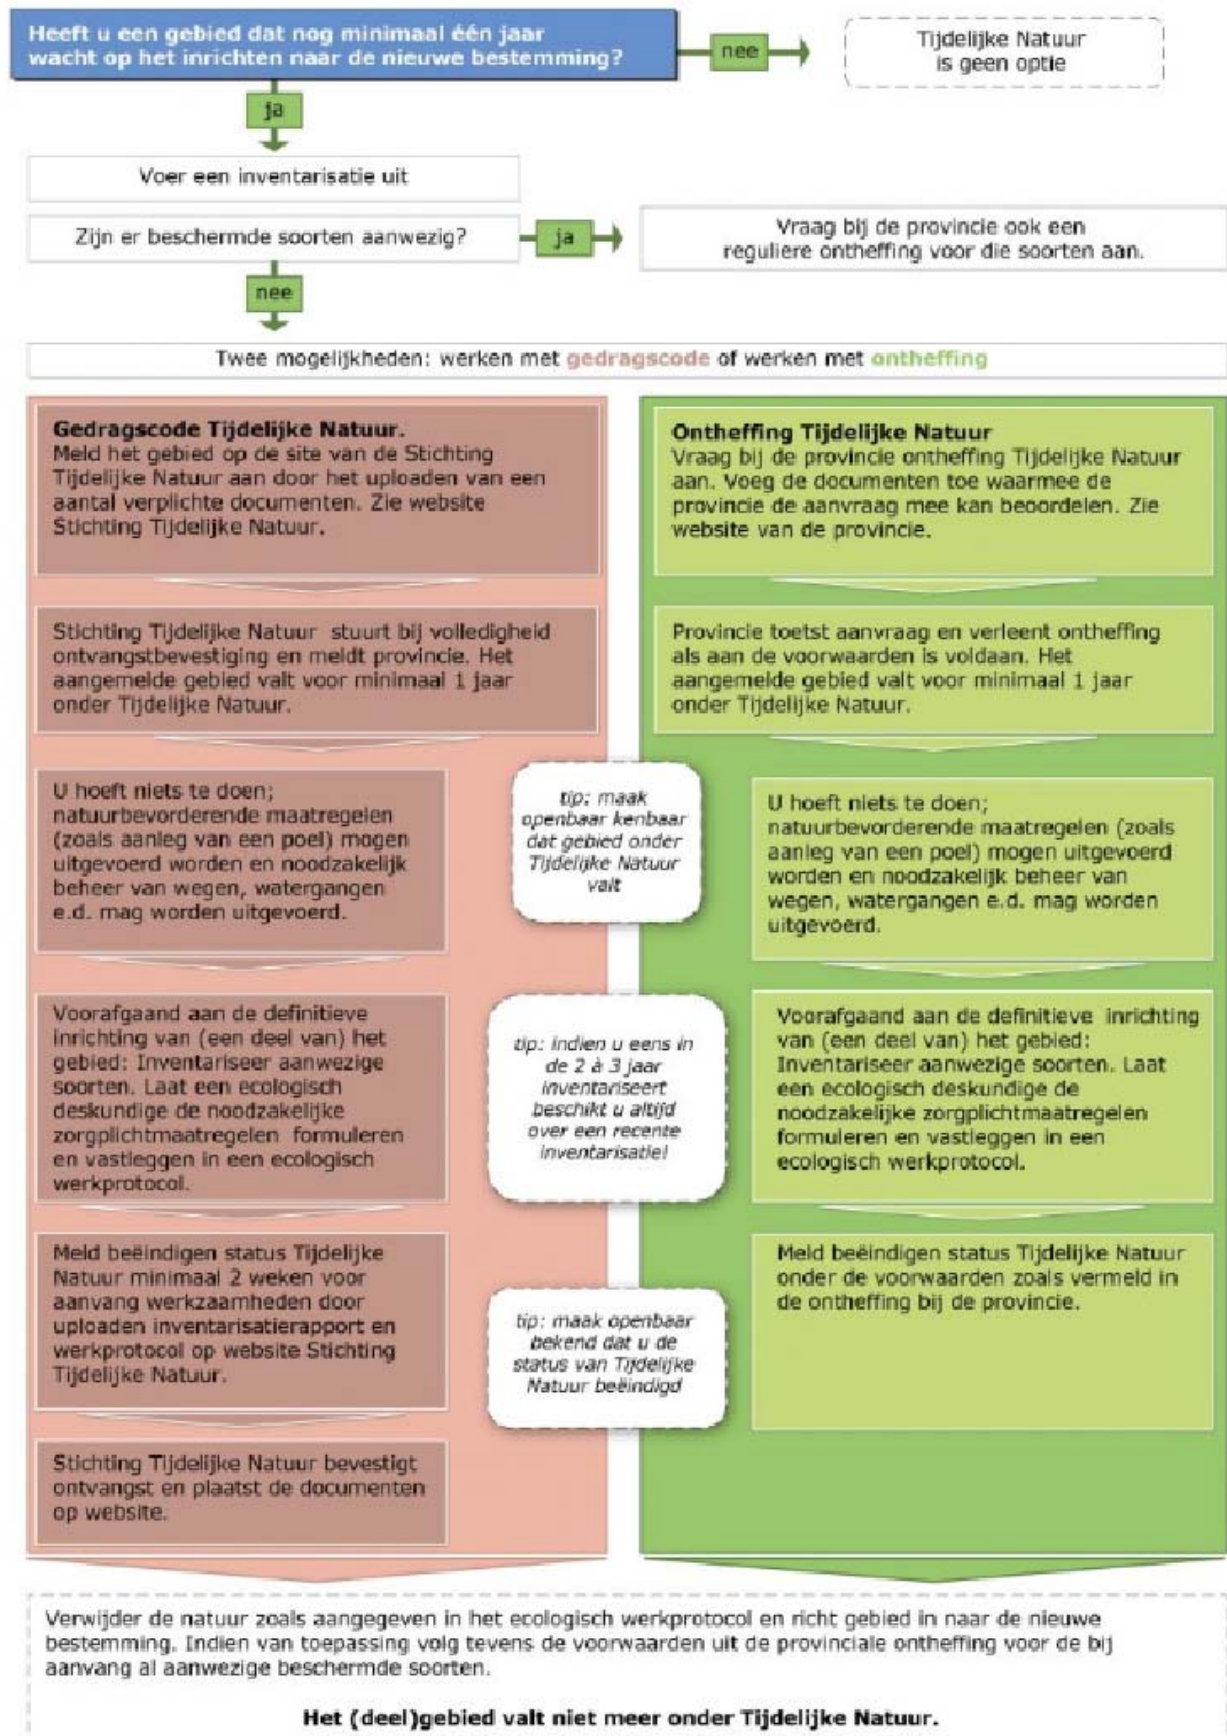 Heeft u een gebied dat nog minimaal één jaar
wacht op het inrichten naar de nieuwe bestemming?
nee
Tijdelijke Natuur
is geen optie
ja
Voer een inventarisatie uit
Zijn er beschermde soorten aanwezig?
ja
Vraag bij de provincie ook een
reguliere ontheffing voor die soorten aan.
nee
Twee mogelijkheden: werken met gedragscode of werken met ontheffing
Gedragscode Tijdelijke Natuur.
Meld het gebied op de site van de Stichting
Tijdelijke Natuur aan door het uploaden van een
aantal verplichte documenten. Zie website
Stichting Tijdelijke Natuur.
Ontheffing Tijdelijke Natuur
Vraag bij de provincie ontheffing Tijdelijke Natuur
aan. Voeg de documenten toe waarmee de
provincie de aanvraag mee kan beoordelen. Zie
website van de provincie.
Stichting Tijdelijke Natuur stuurt bij volledigheid
ontvangstbevestiging en meldt provincie. Het
aangemelde gebied valt voor minimaal 1 jaar
onder Tijdelijke Natuur.
Provincie toetst aanvraag en verleent ontheffing
als aan de voorwaarden is voldaan. Het
aangemelde gebied valt voor minimaal 1 jaar
onder Tijdelijke Natuur.
U hoeft niets te doen;
natuurbevorderende maatregelen
(zoals aanleg van een poel) mogen
uitgevoerd worden en noodzakelijk
beheer van wegen, watergangen
e.d. mag worden uitgevoerd.
tip: maak
openbaar kenbaar
dat gebied onder
Tijdelijke Natuur
valt
U hoeft niets te doen;
natuurbevorderende maatregelen (zoals
aanleg van een poel) mogen uitgevoerd
worden en noodzakelijk beheer van
wegen, watergangen e.d. mag worden
uitgevoerd.
Voorafgaand aan de definitieve
inrichting van (een deel van) het
gebied: Inventariseer aanwezige
soorten. Laat een ecologisch
deskundige de noodzakelijke
zorgplichtmaatregelen formuleren
en vastleggen in een ecologisch
werkprotocol.
tip: indien u eens in
de 2 à 3 jaar
inventariseert
beschikt u altijd
over een recente
inventarisatie!
Voorafgaand aan de definitieve inrichting
van (een deel van) het gebied:
Inventariseer aanwezige soorten. Laat
een ecologisch deskundige de
noodzakelijke zorgplichtmaatregelen
formuleren en vastleggen in een
ecologisch werkprotocol.
Meld beëindigen status Tijdelijke
Natuur minimaal 2 weken voor
aanvang werkzaamheden door
uploaden inventarisatierapport en
werkprotocol op website Stichting
Tijdelijke Natuur.
tip: maak openbaar
bekend dat u de
status van Tijdelijke
Natuur beëindigd
Meld beëindigen status Tijdelijke Natuur
onder de voorwaarden zoals vermeld in
de ontheffing bij de provincie.
Stichting Tijdelijke Natuur bevestigt
ontvangst en plaatst de documenten
op website.
Verwijder de natuur zoals aangegeven in het ecologisch werkprotocol en richt gebied in naar de nieuwe
bestemming. Indien van toepassing volg tevens de voorwaarden uit de provinciale ontheffing voor de bij
aanvang al aanwezige beschermde soorten.
Het (deel)gebied valt niet meer onder Tijdelijke Natuur.